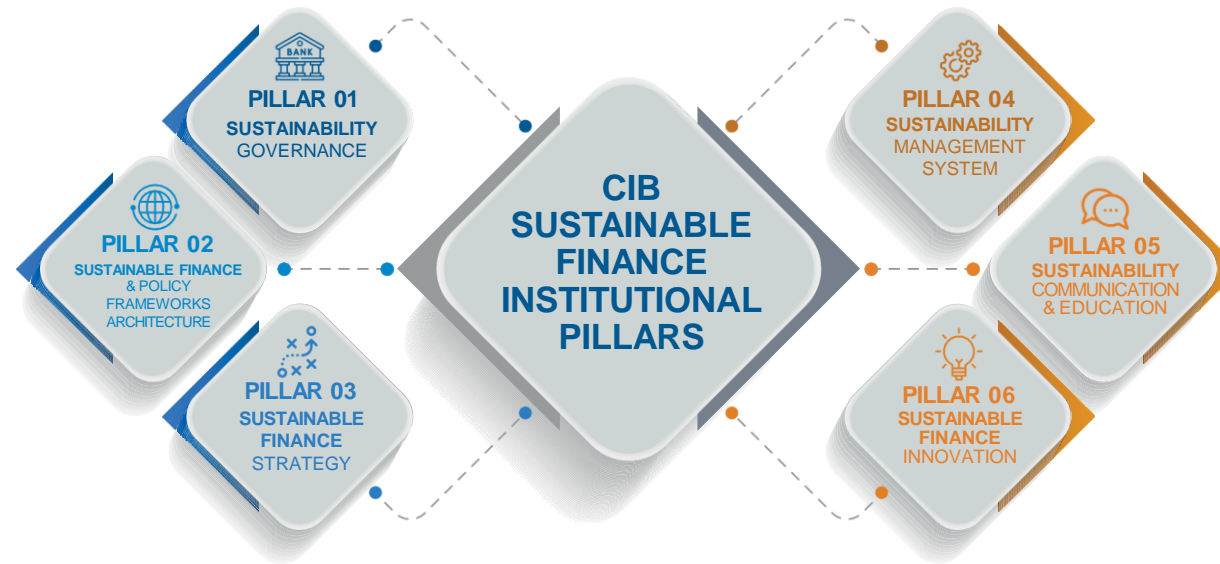 BANK
PILLAR 01
SUSTAINABILITY
GOVERNANCE
PILLAR 02
SUSTAINABLE FINANCE
& POLICY
FRAMEWORKS
ARCHITECTURE
PILLAR 03
SUSTAINABLE
FINANCE
STRATEGY
CIB
SUSTAINABLE
FINANCE
INSTITUTIONAL
PILLARS
PILLAR 04
SUSTAINABILITY
MANAGEMENT
SYSTEM
PILLAR 05
SUSTAINABILITY
COMMUNICATION
& EDUCATION
PILLAR 06
SUSTAINABLE
FINANCE
INNOVATION